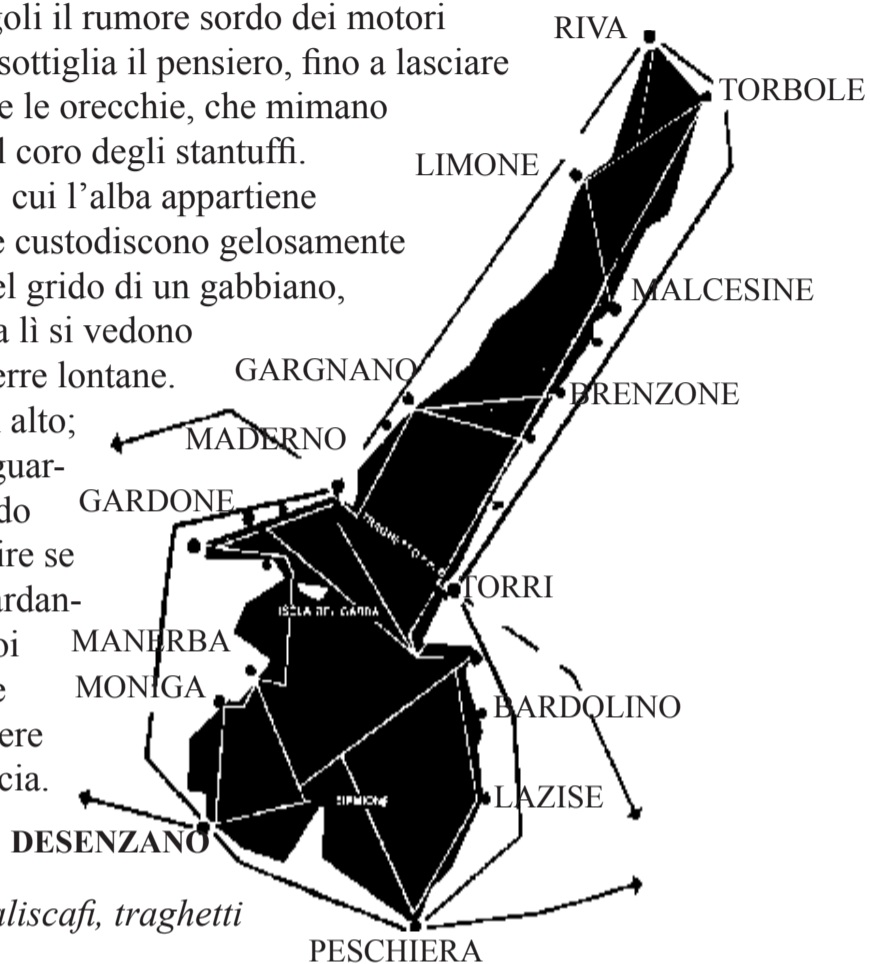 goli il rumore sordo dei motori
sottiglia il pensiero, fino a lasciare
e le orecchie, che mimano
l coro degli stantuffi.
cui l’alba appartiene
e custodiscono gelosamente
el grido di un gabbiano,
a lì si vedono
erre lontane.
alto;
guar-
do
ire se
ardan-
oi
e
ere
cia.
aliscafi, traghetti
RIVA
TORBOLE
LIMONE
MALCESINE
GARGNANO
BRENZONE
MADERNO
GARDONE
TORRI
ISOLA DEL GARDA
MANERBA
MONIGA
BARDOLINO
LAZISE
SIRMIONE
DESENZANO
PESCHIERA